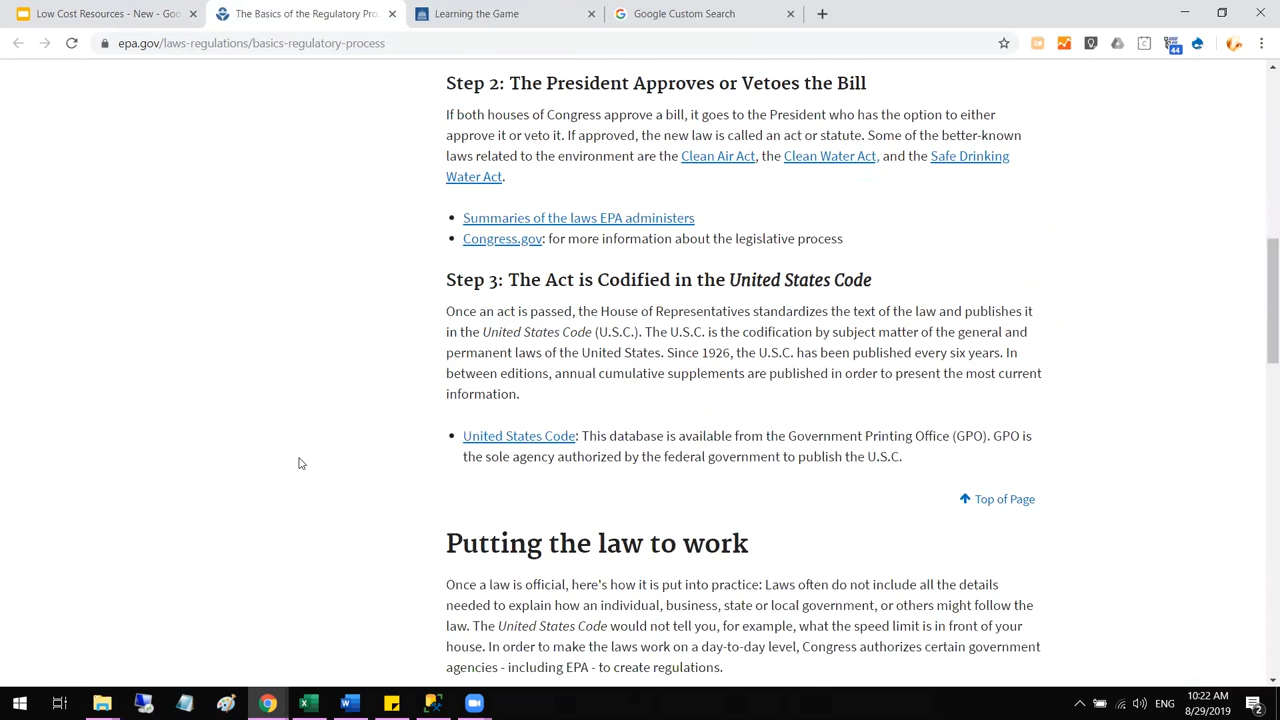 Low Cost Resources - New - Goo
The Basics of the Regulatory Pro
Learning the Game
Google Custom Search
epa.gov/laws-regulations/basics-regulatory-process
44
Step 2: The President Approves or Vetoes the Bill
If both houses of Congress approve a bill, it goes to the President who has the option to either
approve it or veto it. If approved, the new law is called an act or statute. Some of the better-known
laws related to the environment are the Clean Air Act, the Clean Water Act, and the Safe Drinking
Water Act.
• Summaries of the laws EPA administers
• Congress.gov: for more information about the legislative process
Step 3: The Act is Codified in the United States Code
Once an act is passed, the House of Representatives standardizes the text of the law and publishes it
in the United States Code (U.S.C.). The U.S.C. is the codification by subject matter of the general and
permanent laws of the United States. Since 1926, the U.S.C. has been published every six years. In
between editions, annual cumulative supplements are published in order to present the most current
information.
• United States Code: This database is available from the Government Printing Office (GPO). GPO is
the sole agency authorized by the federal government to publish the U.S.C.
Top of Page
Putting the law to work
Once a law is official, here's how it is put into practice: Laws often do not include all the details
needed to explain how an individual, business, state or local government, or others might follow the
law. The United States Code would not tell you, for example, what the speed limit is in front of your
house. In order to make the laws work on a day-to-day level, Congress authorizes certain government
agencies - including EPA - to create regulations.
ENG
10:22 AM
8/29/2019
2